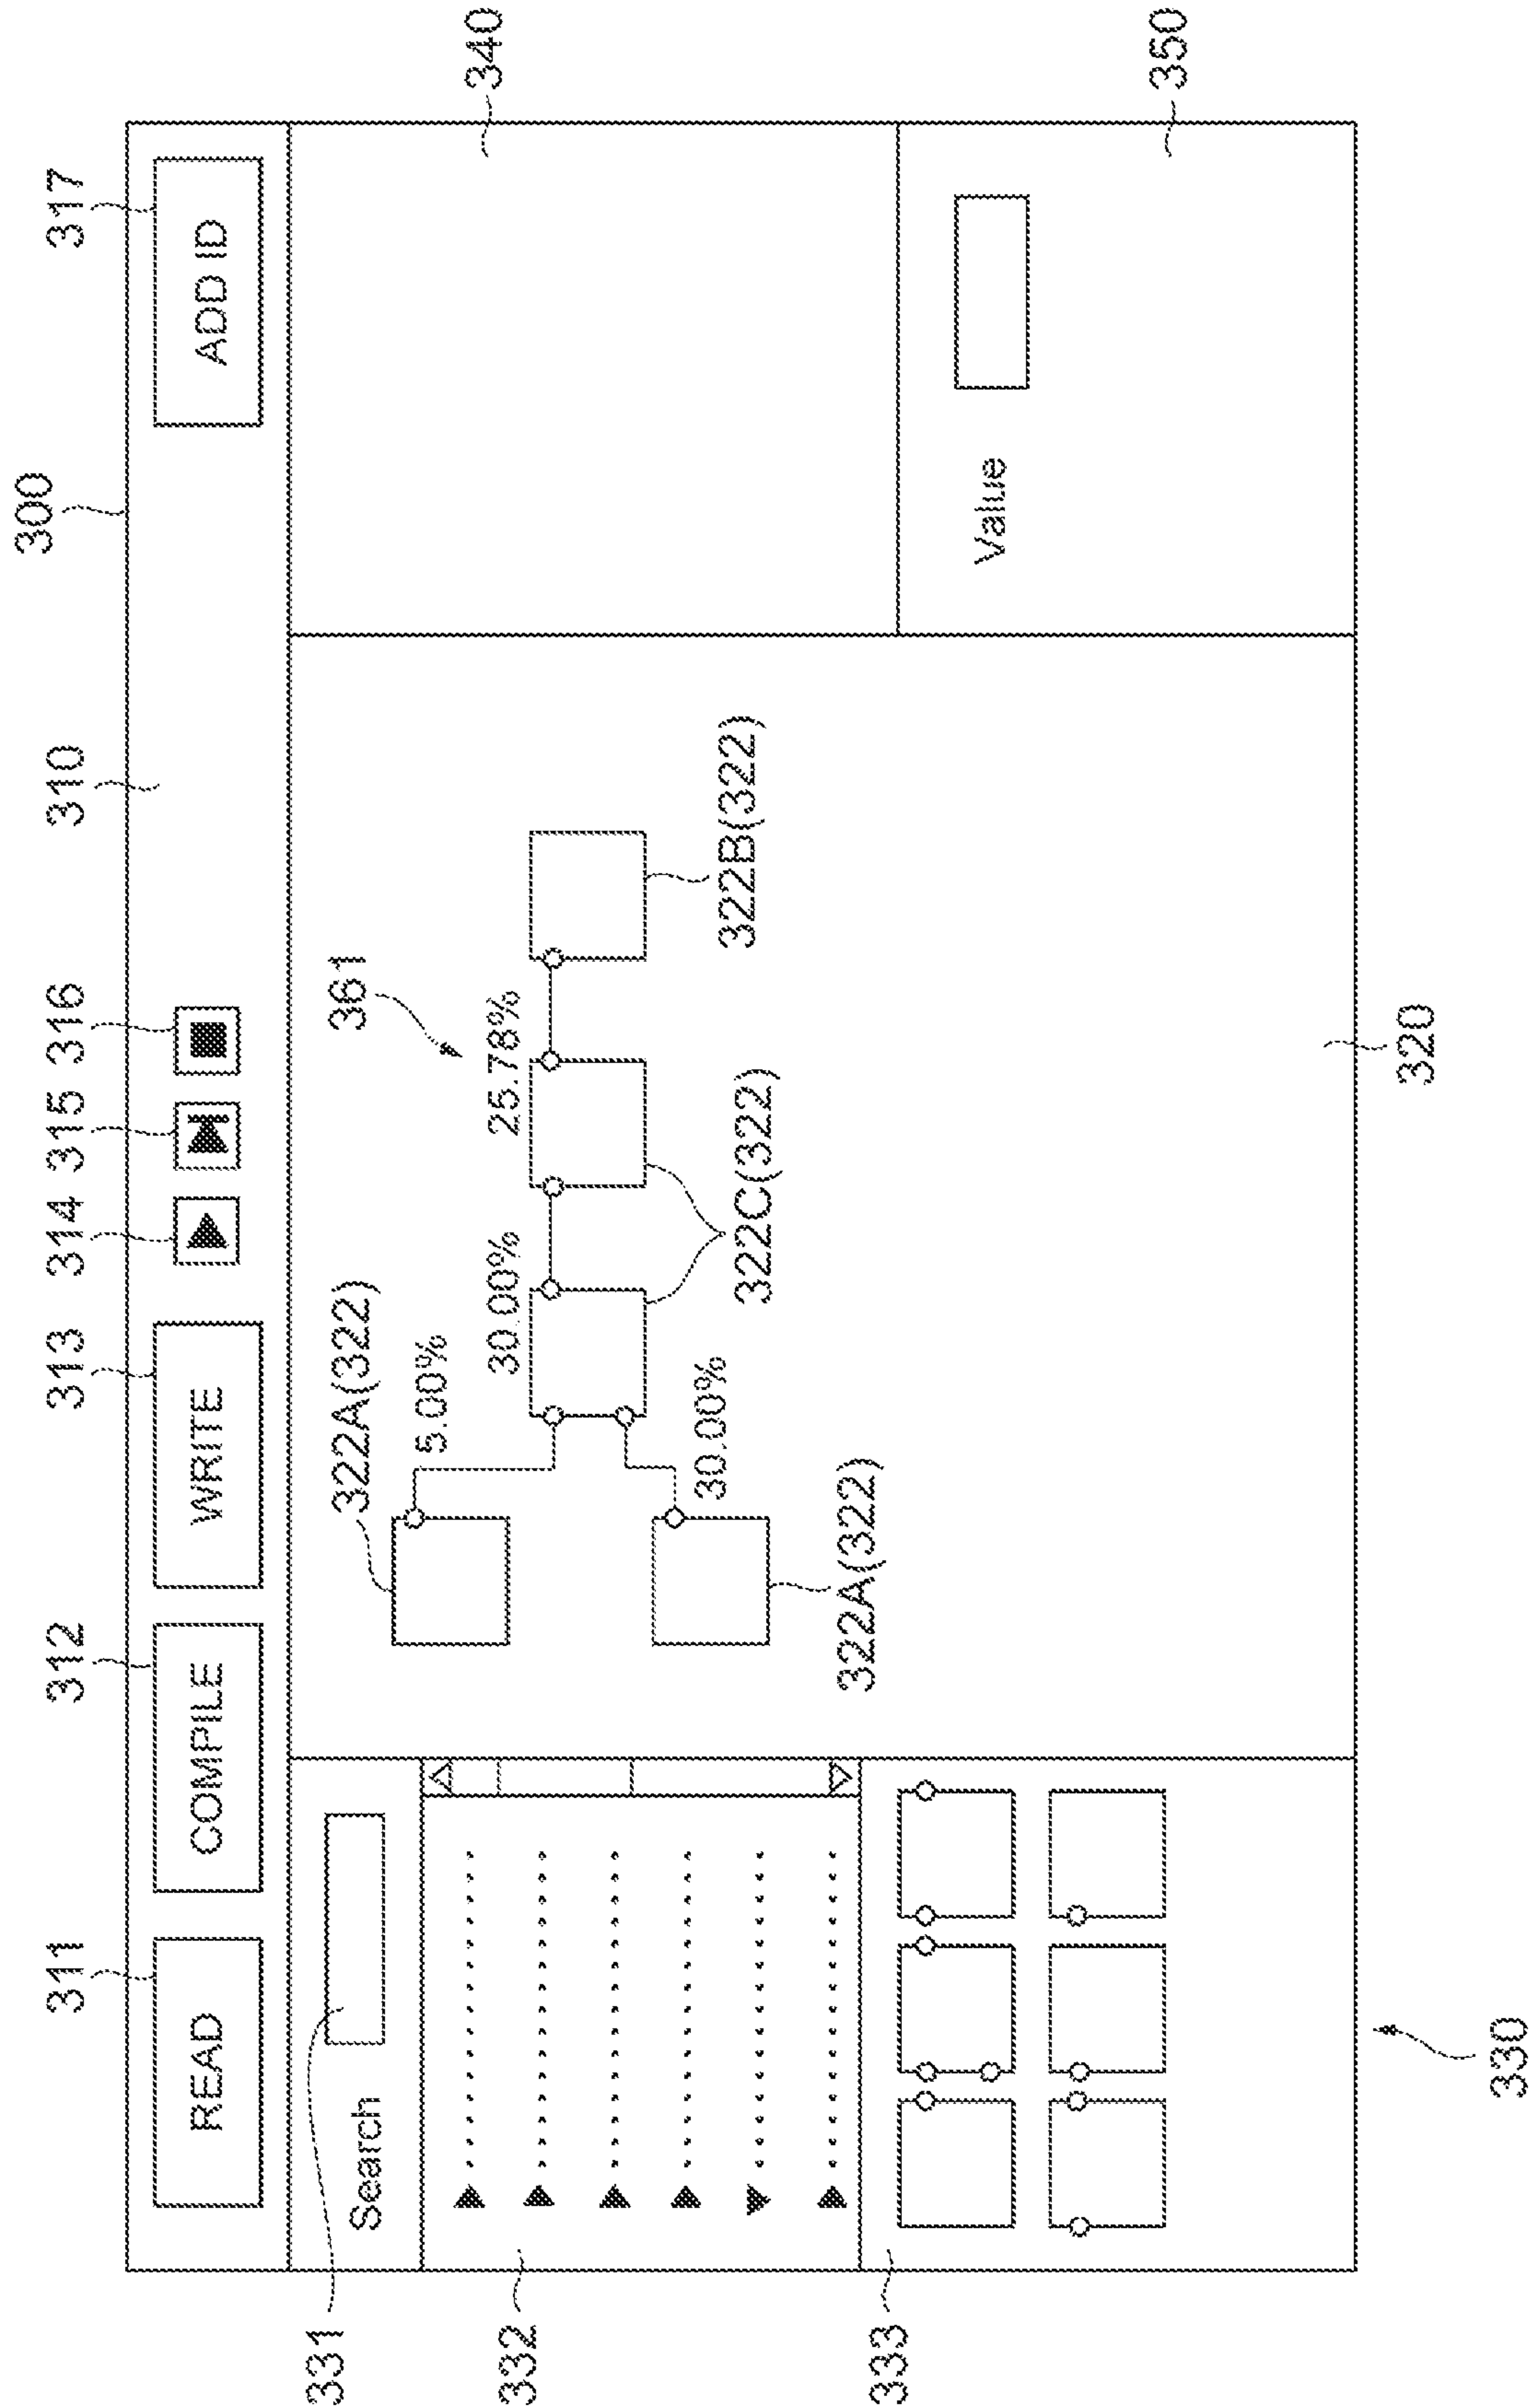 300
311
312
313
314
315
316
310
317
READ
COMPILE
WRITE
ADD ID
331
Search
332
333
330
322A(322)
5.00%
361
340
30.00%
25.78%
30.00%
322B(322)
322C(322)
322A(322)
Value
350
320